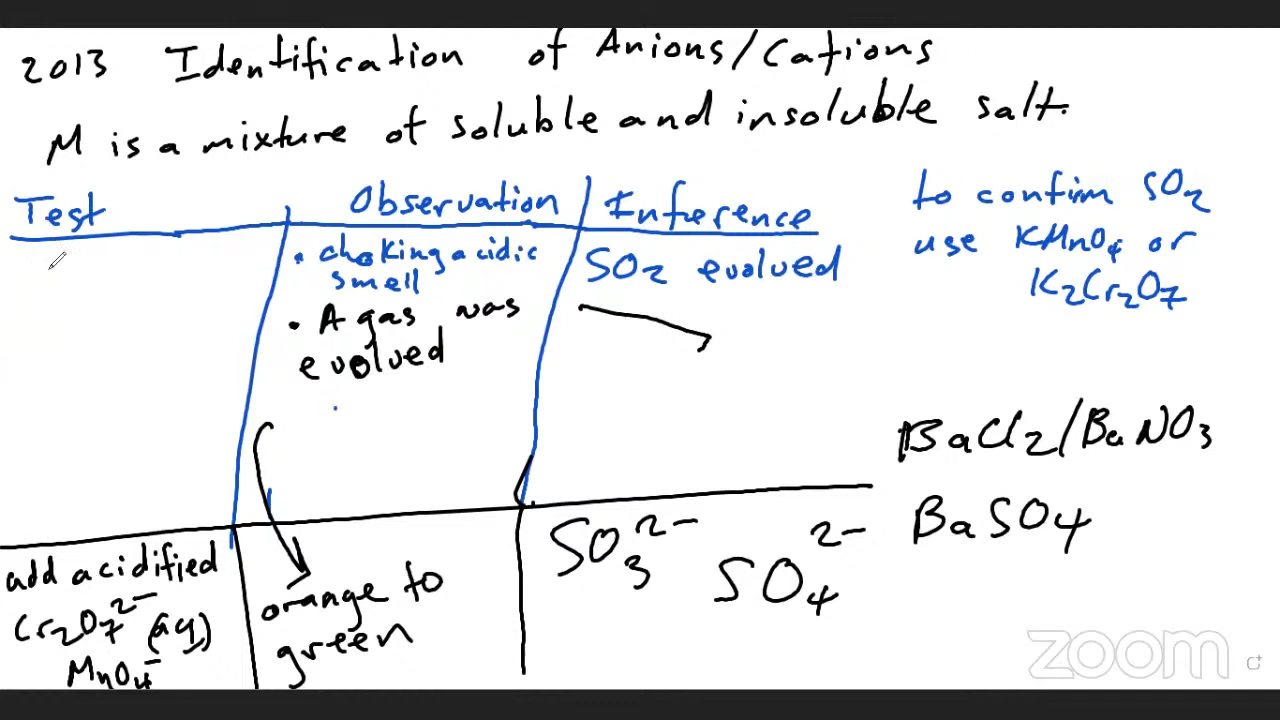 2013 Identification of Anions/Cations
M is a mixture of soluble and insoluble salt.
Test Observation Inference
• choking acidic
smell
• A gas was
evolved
SO2 evolved
to confirm SO2
use KMnO4 or
K2Cr2O7
BaCl2/BaNO3
BaSO4
add acidified
Cr2O7^2- (aq)
MnO4^-
orange to
green
SO3^2- SO4^2-
zoom